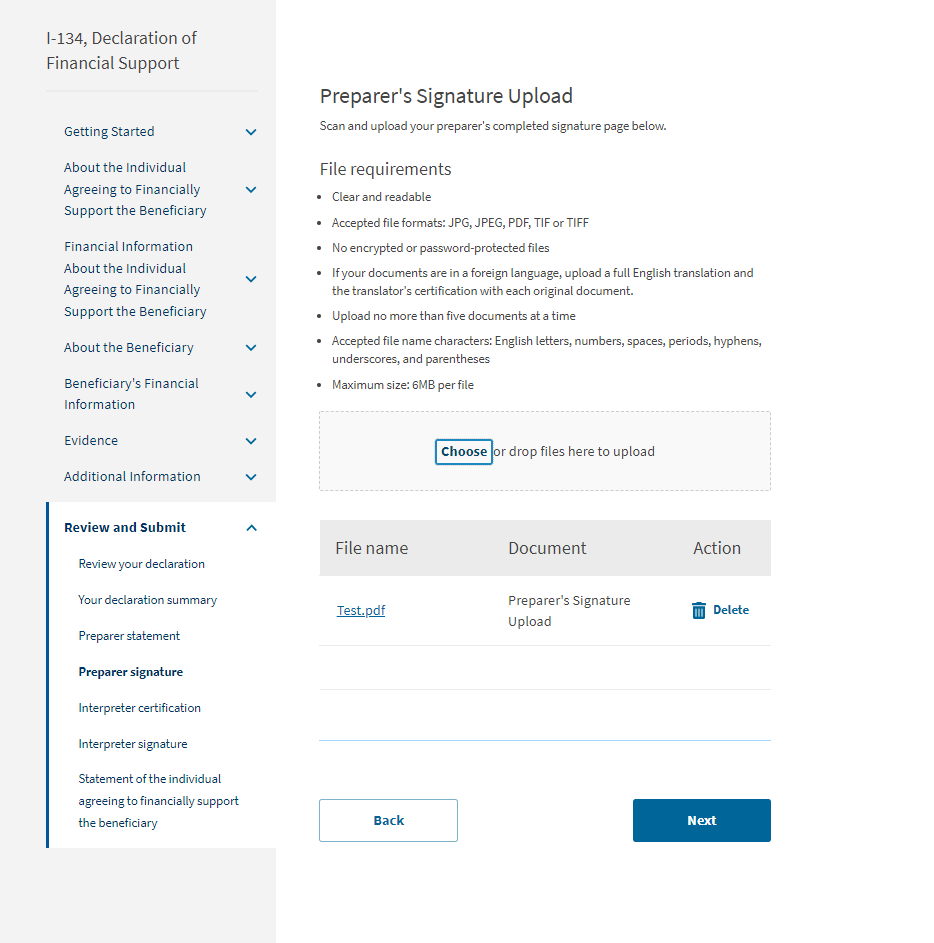 I-134, Declaration of
Financial Support
Getting Started
About the Individual
Agreeing to Financially
Support the Beneficiary
Financial Information
About the Individual
Agreeing to Financially
Support the Beneficiary
About the Beneficiary
Beneficiary's Financial
Information
Evidence
Additional Information
Review and Submit
Review your declaration
Your declaration summary
Preparer statement
Preparer signature
Interpreter certification
Interpreter signature
Statement of the individual
agreeing to financially support
the beneficiary
Preparer's Signature Upload
Scan and upload your preparer's completed signature page below.
File requirements
• Clear and readable
• Accepted file formats: JPG, JPEG, PDF, TIF or TIFF
• No encrypted or password-protected files
• If your documents are in a foreign language, upload a full English translation and
the translator's certification with each original document.
• Upload no more than five documents at a time
• Accepted file name characters: English letters, numbers, spaces, periods, hyphens,
underscores, and parentheses
• Maximum size: 6MB per file
Choose or drop files here to upload
File name Document Action
Test.pdf Preparer's Signature Delete
Upload
Back Next